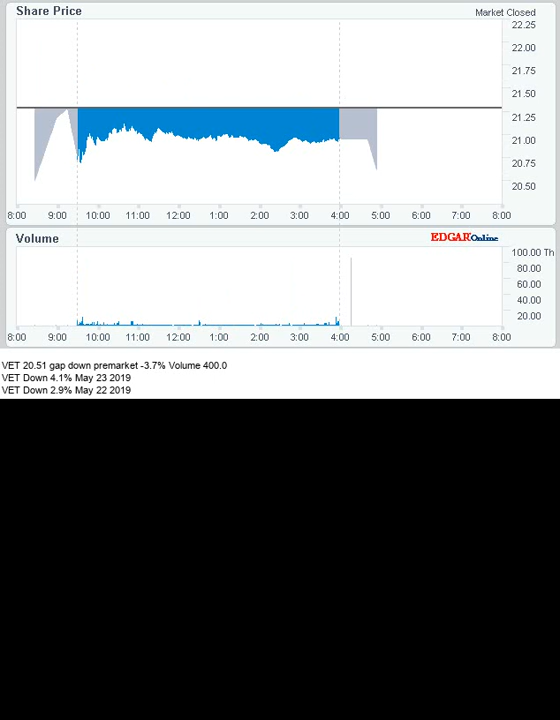 Share Price
Market Closed
22.25
22.00
21.75
21.50
21.25
21.00
20.75
20.50
8:00 9:00 10:00 11:00 12:00 1:00 2:00 3:00 4:00 5:00 6:00 7:00 8:00
Volume
EDGAR Online
100.00 Th
80.00
60.00
40.00
20.00
8:00 9:00 10:00 11:00 12:00 1:00 2:00 3:00 4:00 5:00 6:00 7:00 8:00
VET 20.51 gap down premarket -3.7% Volume 400.0
VET Down 4.1% May 23 2019
VET Down 2.9% May 22 2019